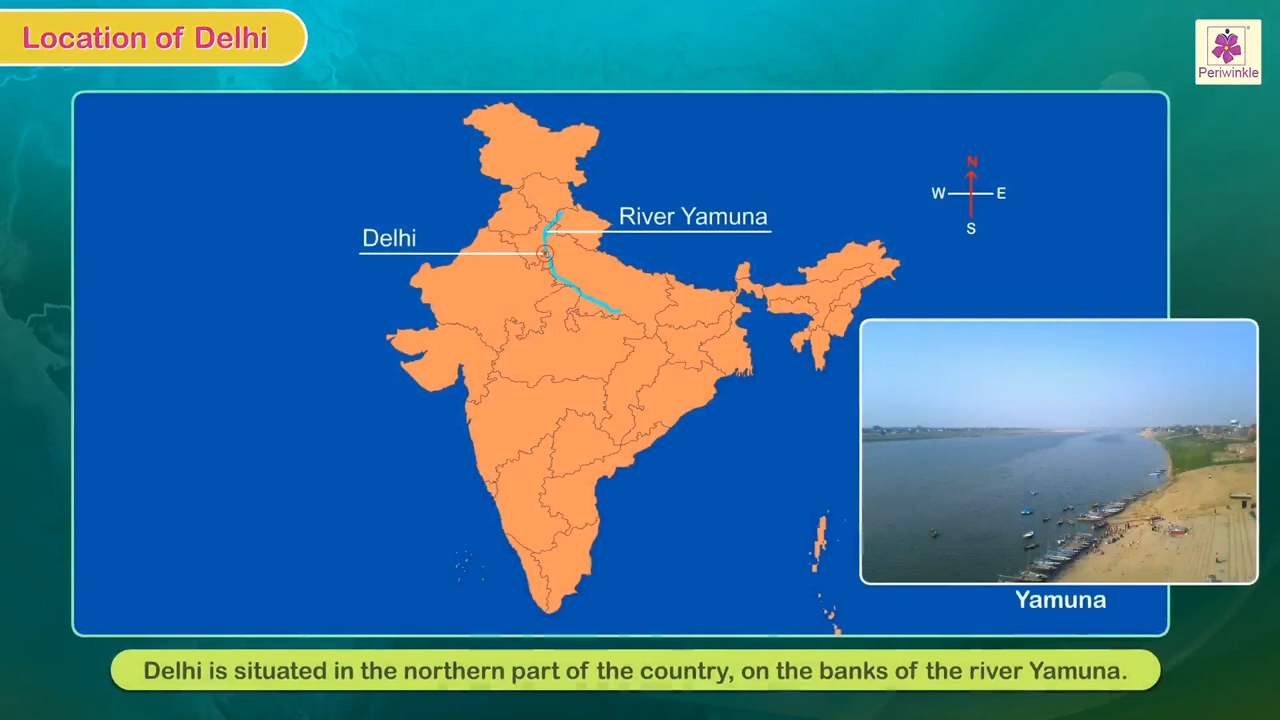 Location of Delhi
Periwinkle
N
W E
S
River Yamuna
Delhi
Yamuna
Delhi is situated in the northern part of the country, on the banks of the river Yamuna.